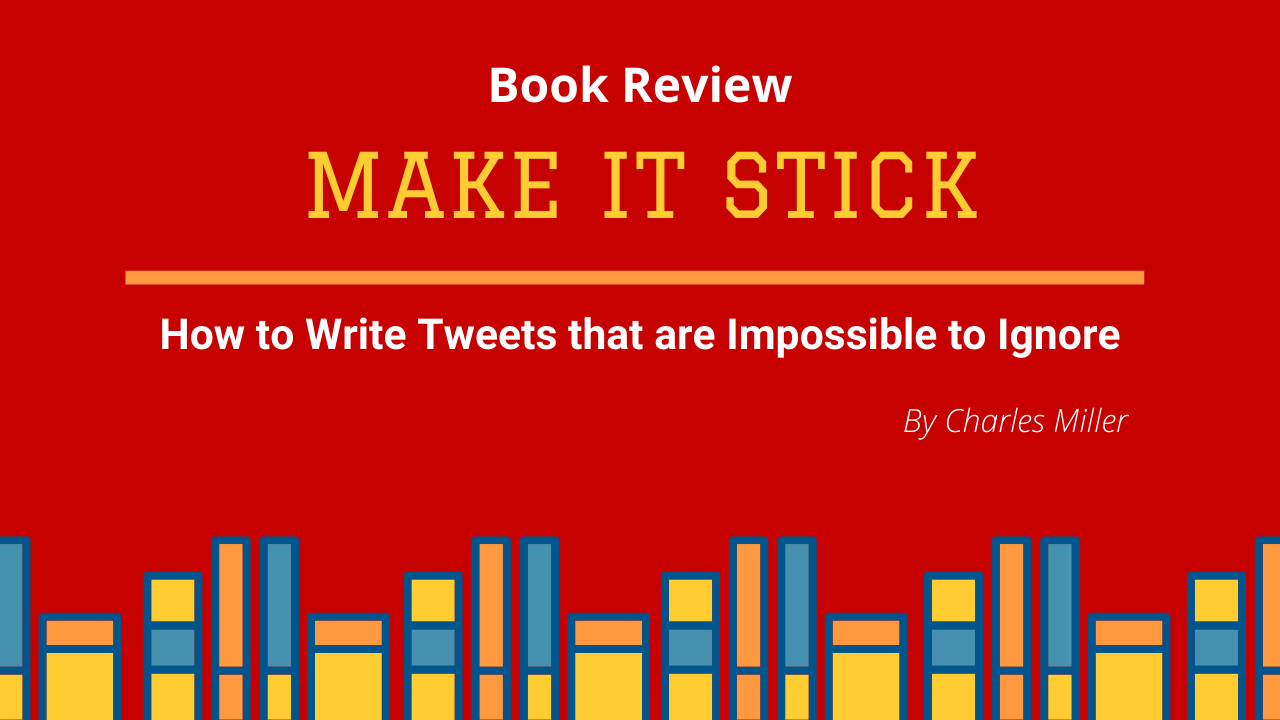 Book Review
MAKE IT STICK
How to Write Tweets that are Impossible to Ignore
By Charles Miller